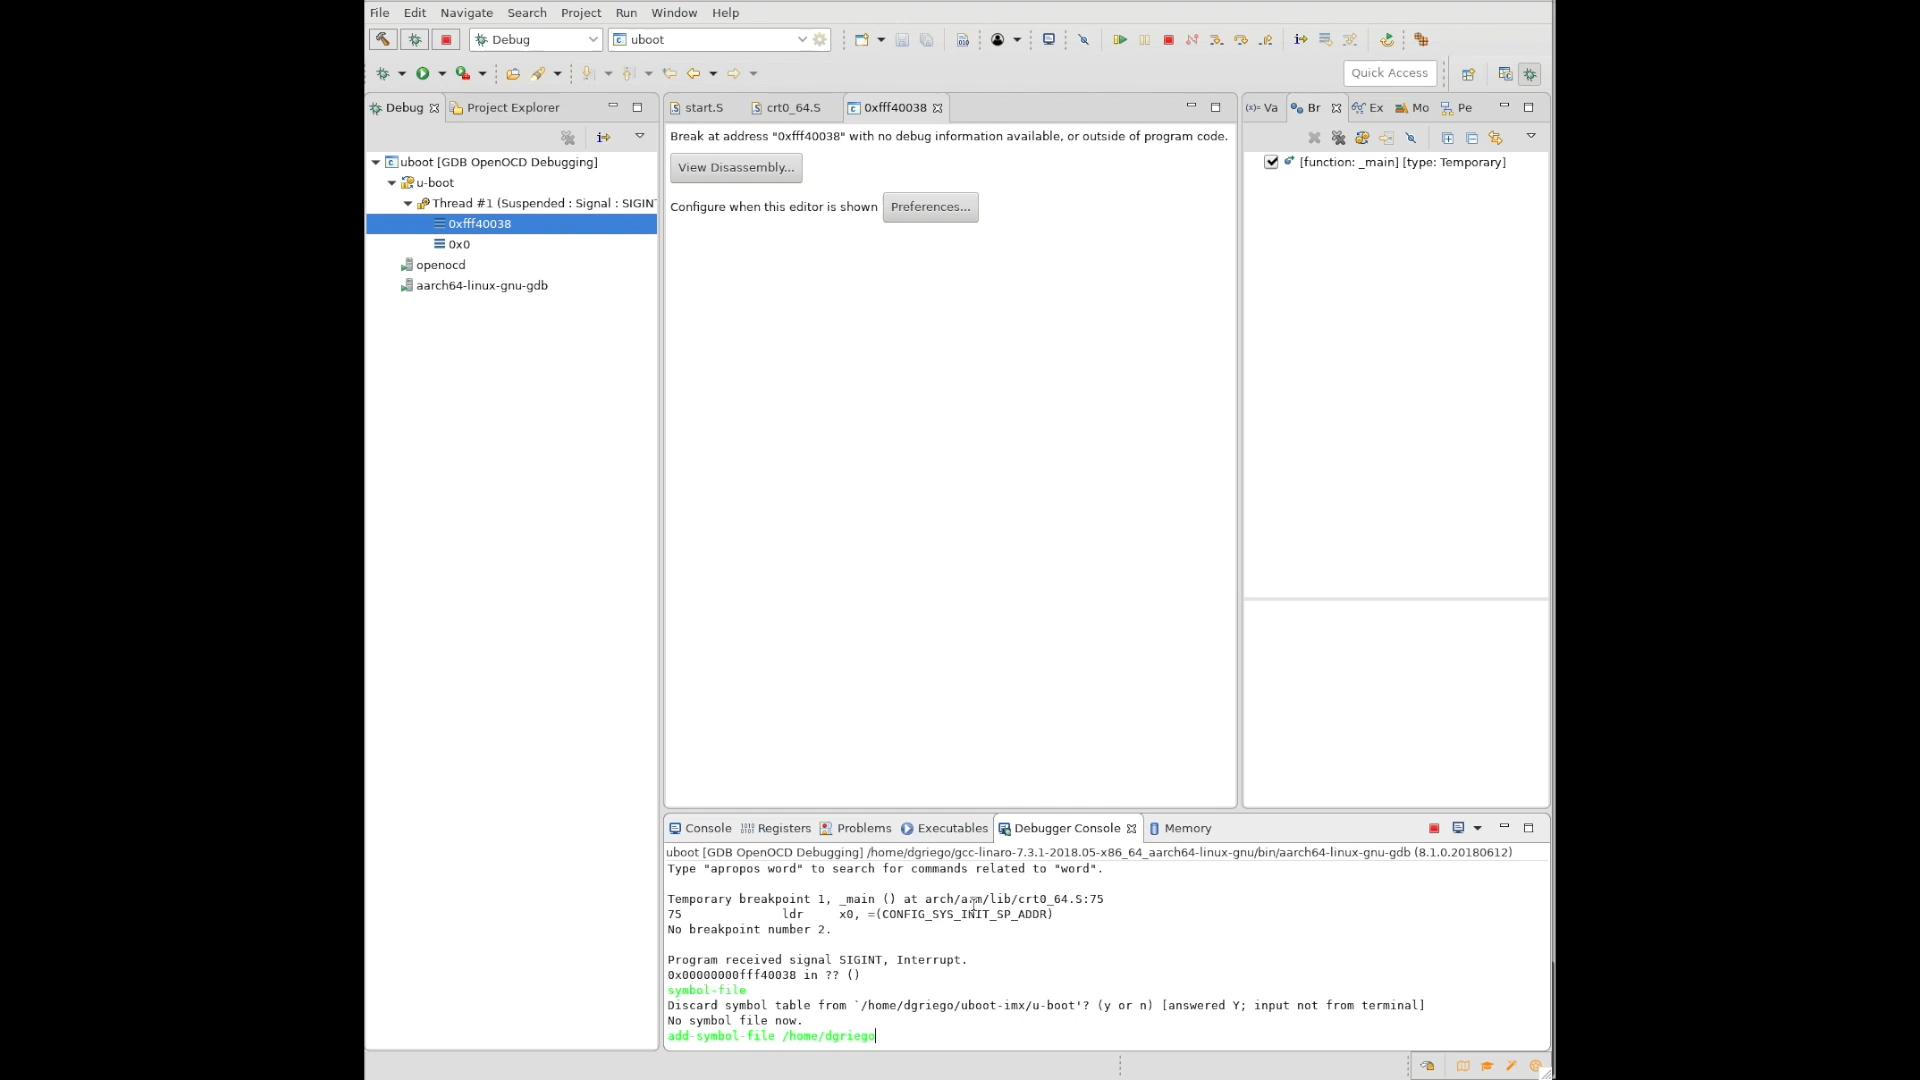 File Edit Navigate Search Project Run Window Help
Debug uboot
Quick Access
Debug Project Explorer
start.S crt0_64.S 0xfff40038
(x)= Va Br Ex Mo Pe
Break at address "0xfff40038" with no debug information available, or outside of program code.
View Disassembly...
Configure when this editor is shown Preferences...
uboot [GDB OpenOCD Debugging]
u-boot
Thread #1 (Suspended : Signal : SIGIN
0xfff40038
0x0
openocd
aarch64-linux-gnu-gdb
[function: _main] [type: Temporary]
Console Registers Problems Executables Debugger Console Memory
uboot [GDB OpenOCD Debugging] /home/dgriego/gcc-linaro-7.3.1-2018.05-x86_64_aarch64-linux-gnu/bin/aarch64-linux-gnu-gdb (8.1.0.20180612)
Type "apropos word" to search for commands related to "word".
Temporary breakpoint 1, _main () at arch/arm/lib/crt0_64.S:75
75 ldr x0, =(CONFIG_SYS_INIT_SP_ADDR)
No breakpoint number 2.
Program received signal SIGINT, Interrupt.
0x00000000fff40038 in ?? ()
symbol-file
Discard symbol table from `/home/dgriego/uboot-imx/u-boot'? (y or n) [answered Y; input not from terminal]
No symbol file now.
add-symbol-file /home/dgriego